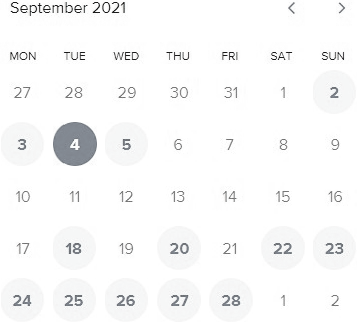 September 2021
MON TUE WED THU FRI SAT SUN
27 28 29 30 31 1 2
3 4 5 6 7 8 9
10 11 12 13 14 15 16
17 18 19 20 21 22 23
24 25 26 27 28 1 2